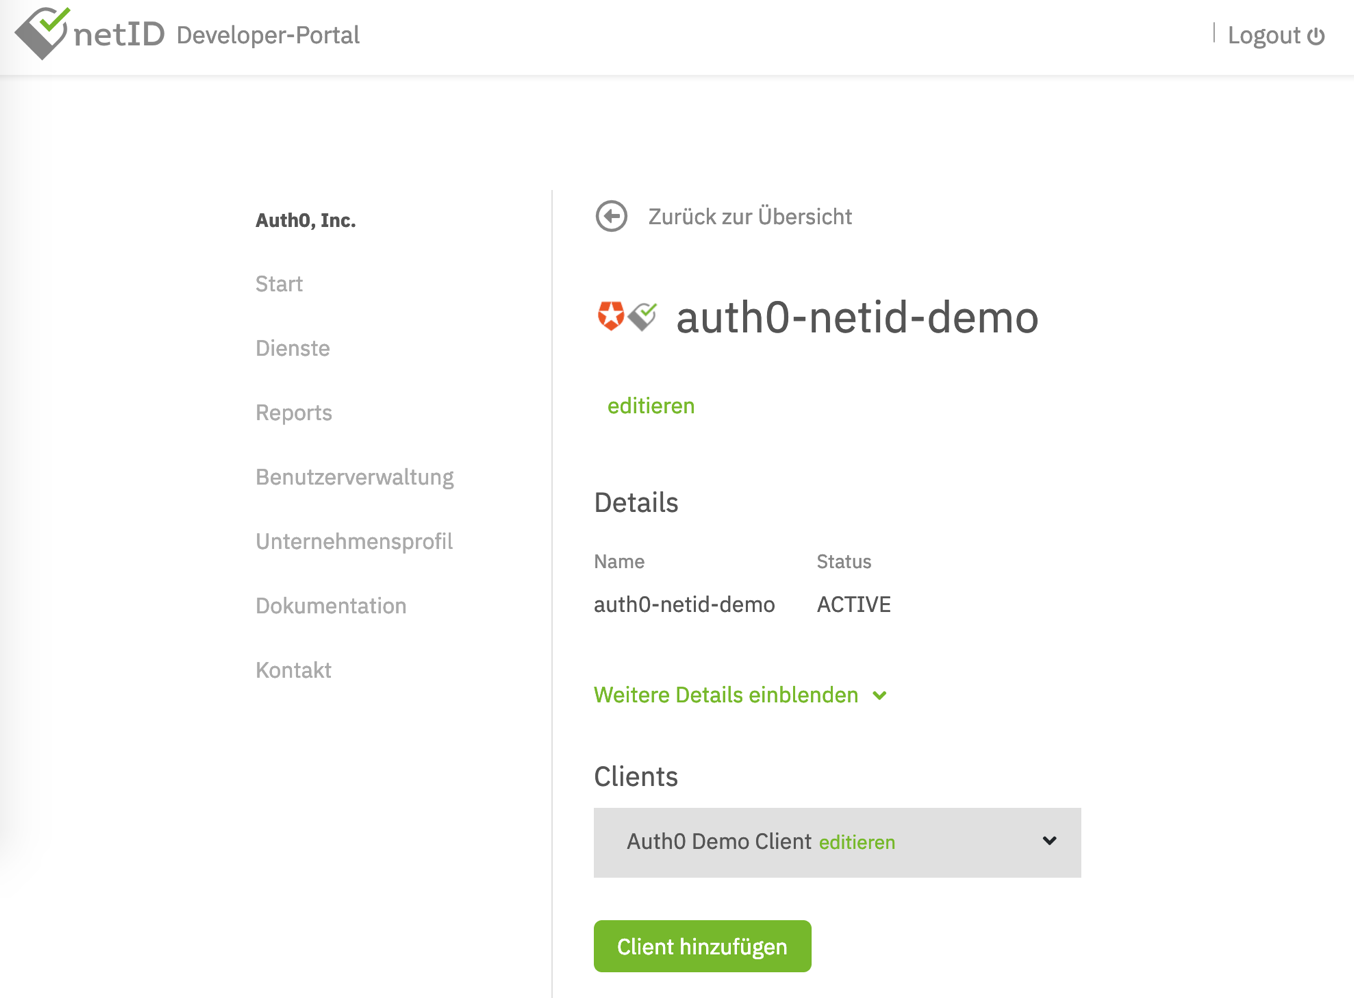 netID Developer-Portal
Logout
Auth0, Inc.
Start
Dienste
Reports
Benutzerverwaltung
Unternehmensprofil
Dokumentation
Kontakt
Zurück zur Übersicht
auth0-netid-demo
editieren
Details
Name Status
auth0-netid-demo ACTIVE
Weitere Details einblenden
Clients
Auth0 Demo Client editieren
Client hinzufügen